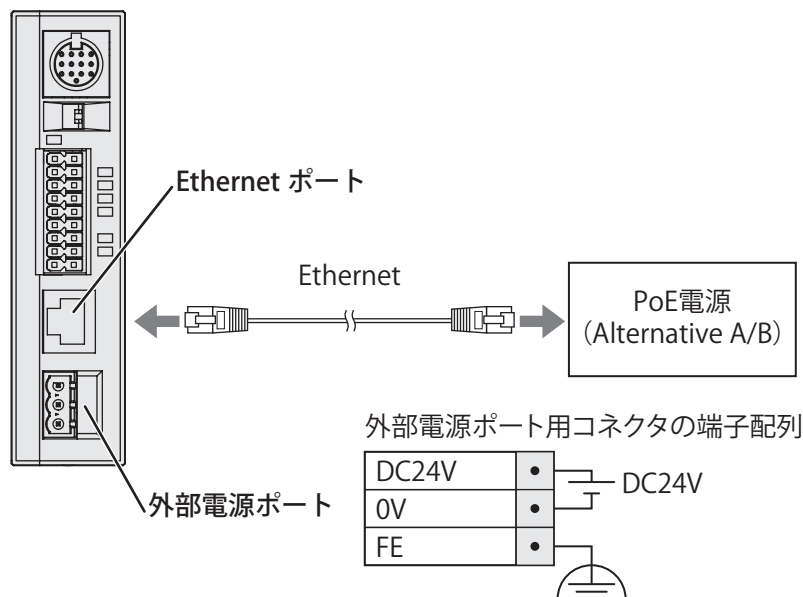 Ethernet ポート
Ethernet
PoE電源
(Alternative A/B)
外部電源ポート用コネクタの端子配列
DC24V
0V
FE
DC24V
外部電源ポート